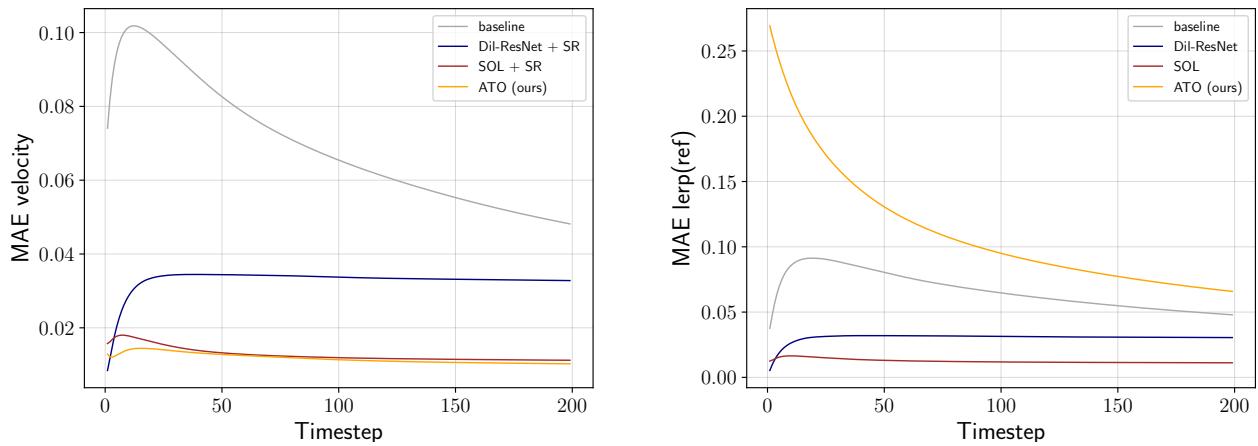 MAE velocity
0.10
0.08
0.06
0.04
0.02
0
50
100
150
200
Timestep
baseline
Dil-ResNet + SR
SOL + SR
ATO (ours)
MAE lerp(ref)
0.25
0.20
0.15
0.10
0.05
0.00
0
50
100
150
200
Timestep
baseline
Dil-ResNet
SOL
ATO (ours)